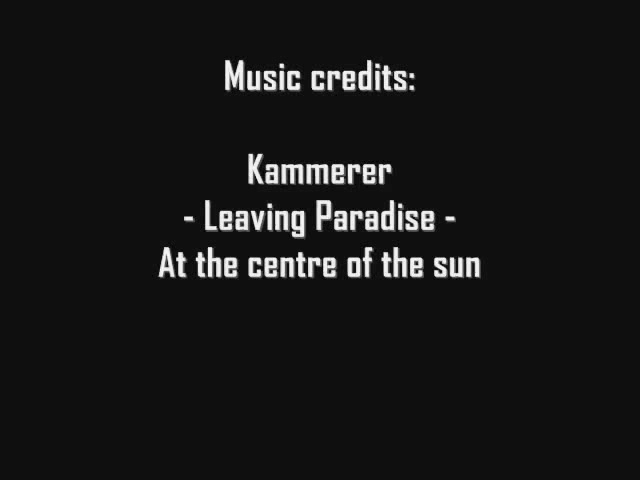 Music credits:
Kammerer
- Leaving Paradise -
At the centre of the sun